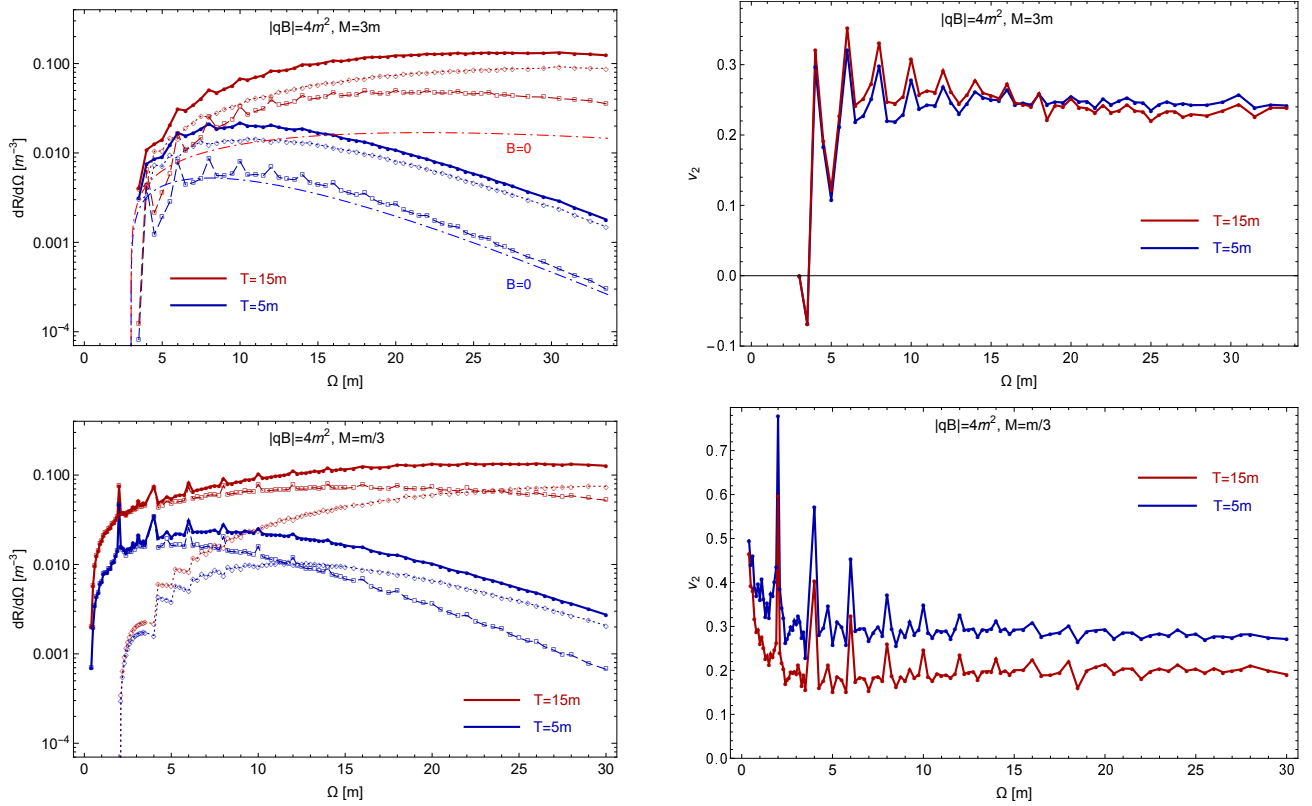 |qB|=4m², M=3m
dR/dΩ [m⁻³]
0.100
0.010
0.001
10⁻⁴
B=0
B=0
T=15m
T=5m
0 5 10 15 20 25 30
Ω [m]
|qB|=4m², M=3m
v₂
0.3
0.2
0.1
0.0
−0.1
T=15m
T=5m
0 5 10 15 20 25 30
Ω [m]
|qB|=4m², M=m/3
dR/dΩ [m⁻³]
0.100
0.010
0.001
10⁻⁴
T=15m
T=5m
0 5 10 15 20 25 30
Ω [m]
|qB|=4m², M=m/3
v₂
0.7
0.6
0.5
0.4
0.3
0.2
0.1
0.0
T=15m
T=5m
0 5 10 15 20 25 30
Ω [m]